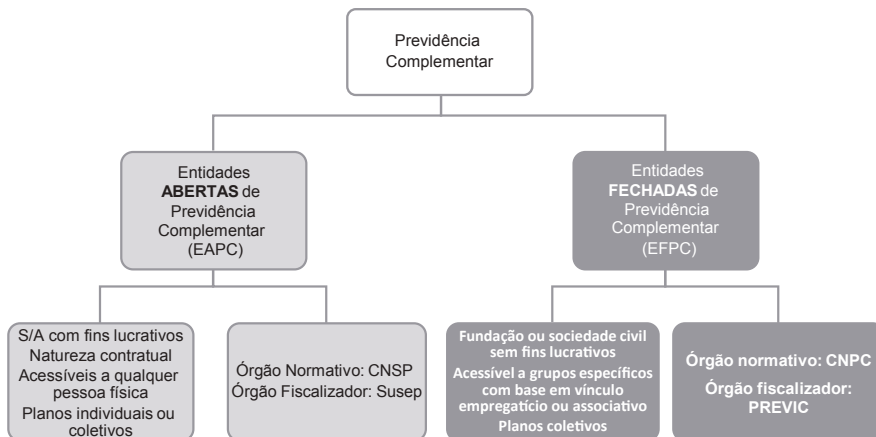 Previdência
Complementar
Entidades
ABERTAS de
Previdência
Complementar
(EAPC)
Entidades
FECHADAS de
Previdência
Complementar
(EFPC)
S/A com fins lucrativos
Natureza contratual
Acessíveis a qualquer
pessoa física
Planos individuais ou
coletivos
Órgão Normativo: CNSP
Órgão Fiscalizador: Susep
Fundação ou sociedade civil
sem fins lucrativos
Acessível a grupos específicos
com base em vínculo
empregatício ou associativo
Planos coletivos
Órgão normativo: CNPC
Órgão fiscalizador:
PREVIC